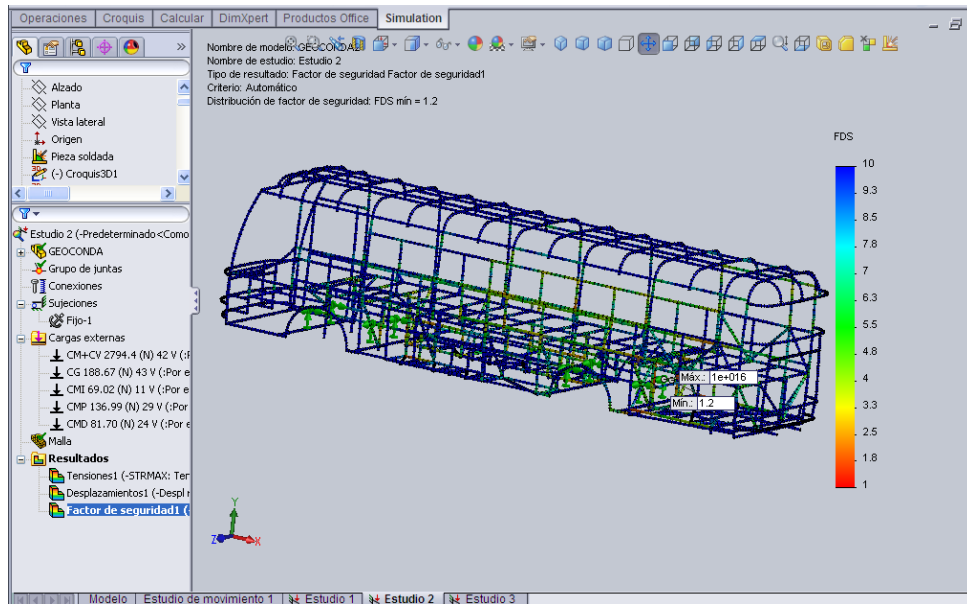 Operaciones Croquis Calcular DimXpert Productos Office Simulation
Nombre de modelo: GEOCONDA
Nombre de estudio: Estudio 2
Tipo de resultado: Factor de seguridad Factor de seguridad1
Criterio: Automático
Distribución de factor de seguridad: FDS mín = 1.2
Alzado
Planta
Vista lateral
Origen
Pieza soldada
(-) Croquis3D1
Estudio 2 (-Predeterminado<Como
GEOCONDA
Grupo de juntas
Conexiones
Sujeciones
Fijo-1
Cargas externas
CM+CV 2794.4 (N) 42 V (:F
CG 188.67 (N) 43 V (:Por e
CMI 69.02 (N) 11 V (:Por e
CMP 136.99 (N) 29 V (:Por
CMD 81.70 (N) 24 V (:Por e
Malla
Resultados
Tensiones1 (-STRMAX: Ter
Desplazamientos1 (-Despl r
Factor de seguridad1 (-
FDS
10
9.3
8.5
7.8
7
6.3
5.5
4.8
4
3.3
2.5
1.8
1
Máx.: 1e+016
Mín.: 1.2
Y
Z
X
Modelo Estudio de movimiento 1 Estudio 1 Estudio 2 Estudio 3